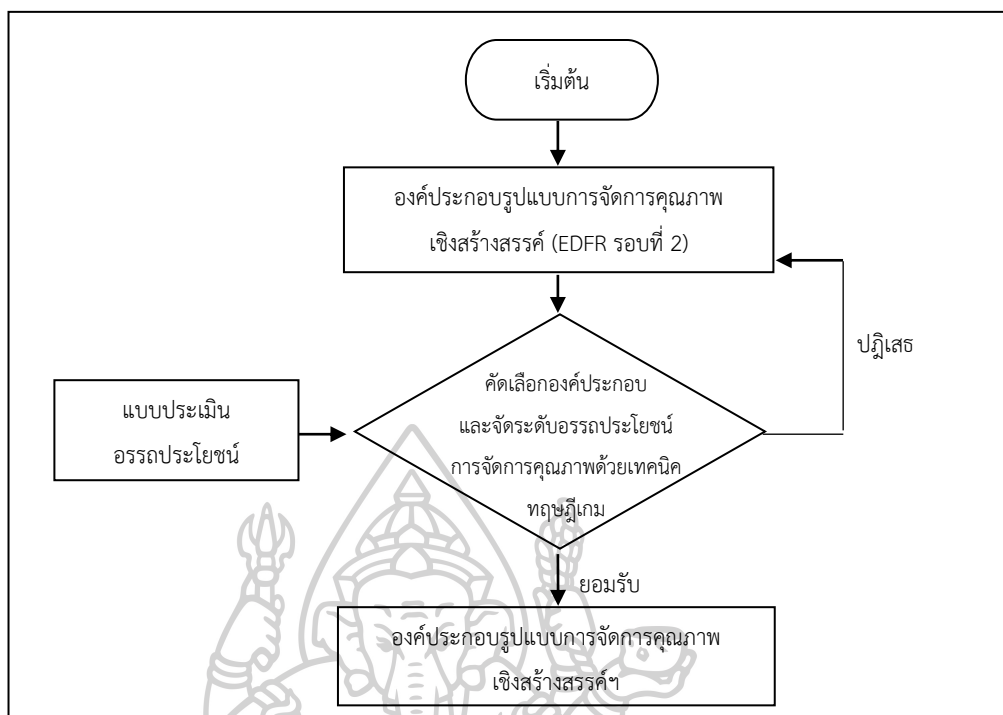 เริ่มต้น
องค์ประกอบรูปแบบการจัดการคุณภาพ
เชิงสร้างสรรค์ (EDFR รอบที่ 2)
ปฎิเสธ
คัดเลือกองค์ประกอบ
และจัดระดับอรรถประโยชน์
การจัดการคุณภาพด้วยเทคนิค
ทฤษฎีเกม
แบบประเมิน
อรรถประโยชน์
ยอมรับ
องค์ประกอบรูปแบบการจัดการคุณภาพ
เชิงสร้างสรรค์ฯ